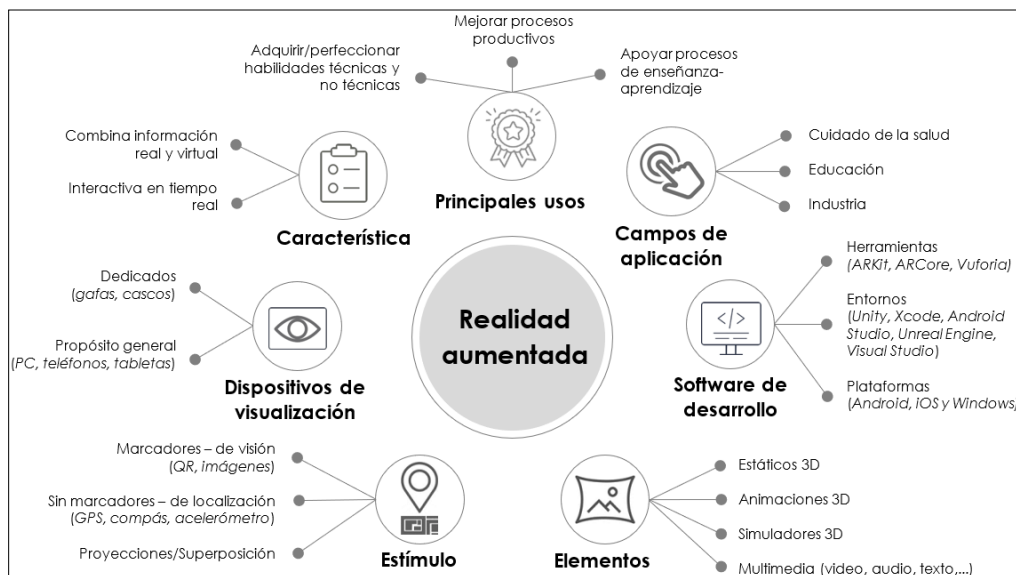 Mejorar procesos
productivos
Adquirir/perfeccionar
habilidades técnicas y
no técnicas
Apoyar procesos
de enseñanza-
aprendizaje
Principales usos
Combina información
real y virtual
Interactiva en tiempo
real
Característica
Cuidado de la salud
Educación
Industria
Campos de
aplicación
Realidad
aumentada
Dedicados
(gafas, cascos)
Propósito general
(PC, teléfonos, tabletas)
Dispositivos de
visualización
Herramientas
(ARKit, ARCore, Vuforia)
Entornos
(Unity, Xcode, Android
Studio, Unreal Engine,
Visual Studio)
Plataformas
(Android, iOS y Windows)
</>
Software de
desarrollo
Marcadores – de visión
(QR, imágenes)
Sin marcadores – de localización
(GPS, compás, acelerómetro)
Proyecciones/Superposición
Estímulo
Estáticos 3D
Animaciones 3D
Simuladores 3D
Multimedia (video, audio, texto,...)
Elementos